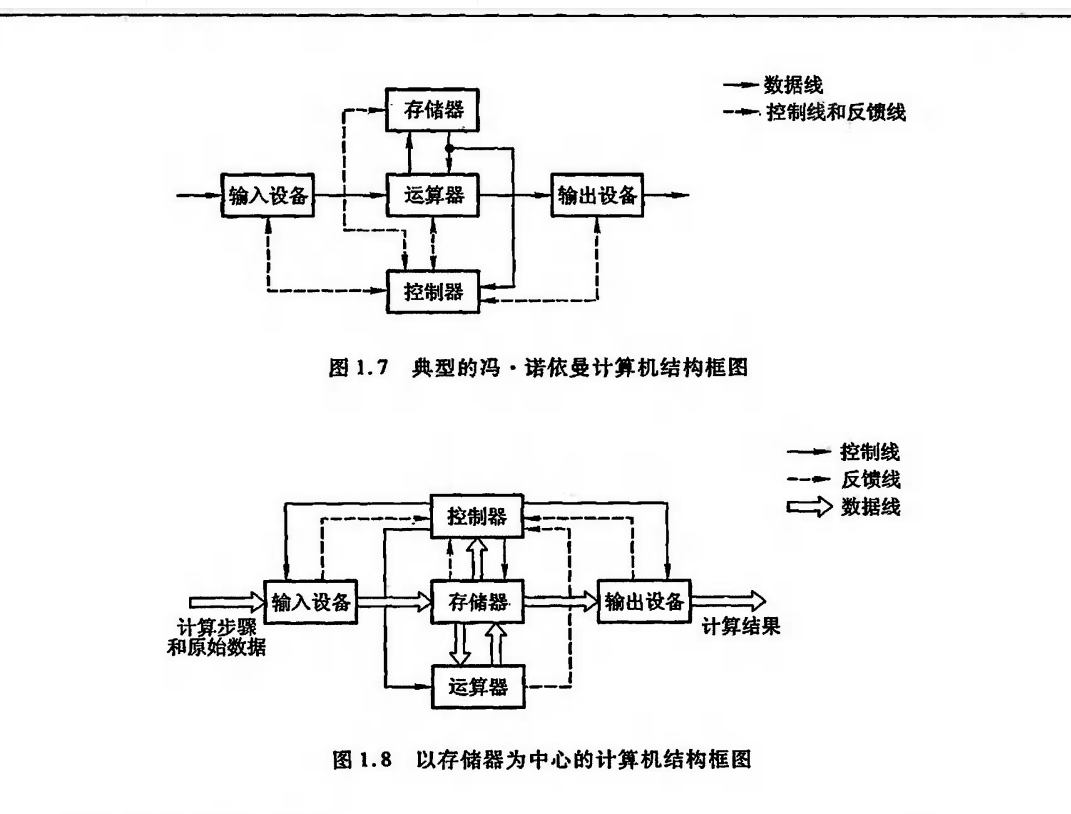 数据线
控制线和反馈线
存储器
输入设备
运算器
输出设备
控制器
图 1.7 典型的冯·诺依曼计算机结构框图
控制线
反馈线
数据线
控制器
输入设备
存储器
输出设备
计算步骤
和原始数据
计算结果
运算器
图 1.8 以存储器为中心的计算机结构框图